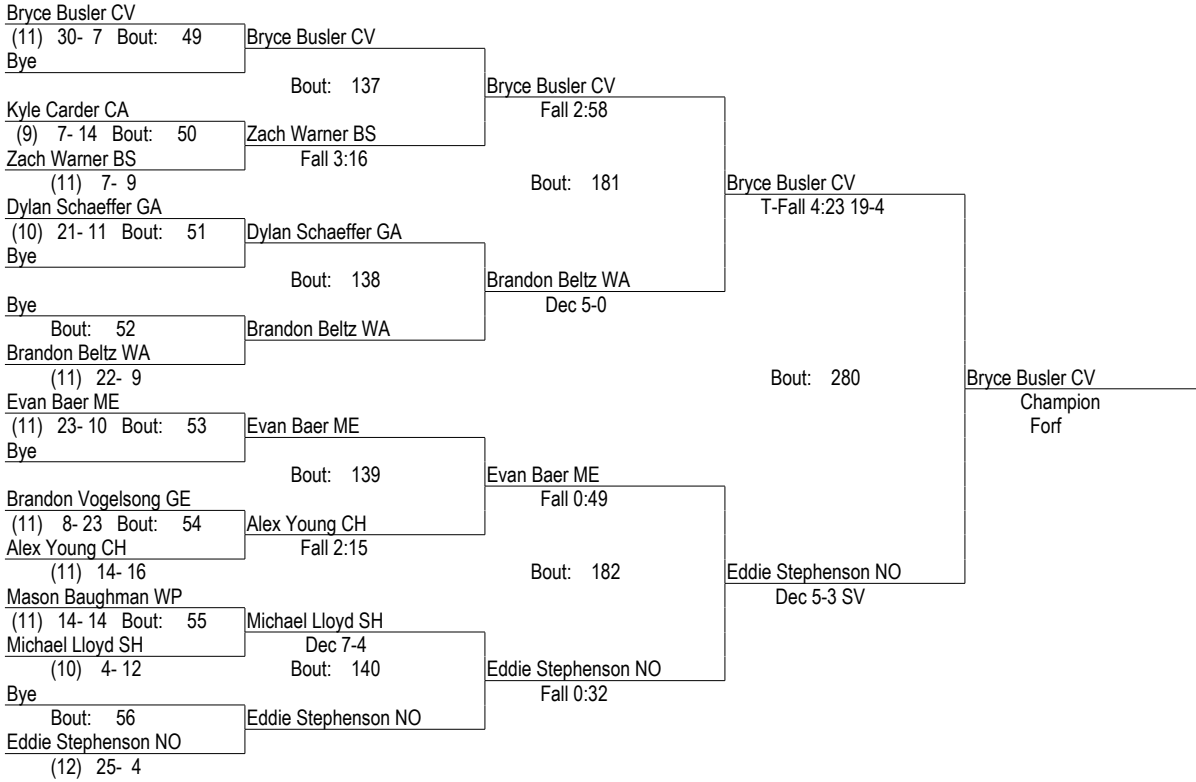 Bryce Busler CV
(11) 30- 7 Bout: 49
Bye
Kyle Carder CA
(9) 7- 14 Bout: 50
Zach Warner BS
(11) 7- 9
Dylan Schaeffer GA
(10) 21- 11 Bout: 51
Bye
Bye
Bout: 52
Brandon Beltz WA
(11) 22- 9
Evan Baer ME
(11) 23- 10 Bout: 53
Bye
Brandon Vogelsong GE
(11) 8- 23 Bout: 54
Alex Young CH
(11) 14- 16
Mason Baughman WP
(11) 14- 14 Bout: 55
Michael Lloyd SH
(10) 4- 12
Bye
Bout: 56
Eddie Stephenson NO
(12) 25- 4
Bryce Busler CV
Bout: 137
Zach Warner BS
Fall 3:16
Dylan Schaeffer GA
Bout: 138
Brandon Beltz WA
Evan Baer ME
Bout: 139
Alex Young CH
Fall 2:15
Michael Lloyd SH
Dec 7-4
Bout: 140
Eddie Stephenson NO
Bryce Busler CV
Fall 2:58
Bout: 181
Brandon Beltz WA
Dec 5-0
Evan Baer ME
Fall 0:49
Bout: 182
Eddie Stephenson NO
Fall 0:32
Bryce Busler CV
T-Fall 4:23 19-4
Bout: 280
Eddie Stephenson NO
Dec 5-3 SV
Bryce Busler CV
Champion
Forf